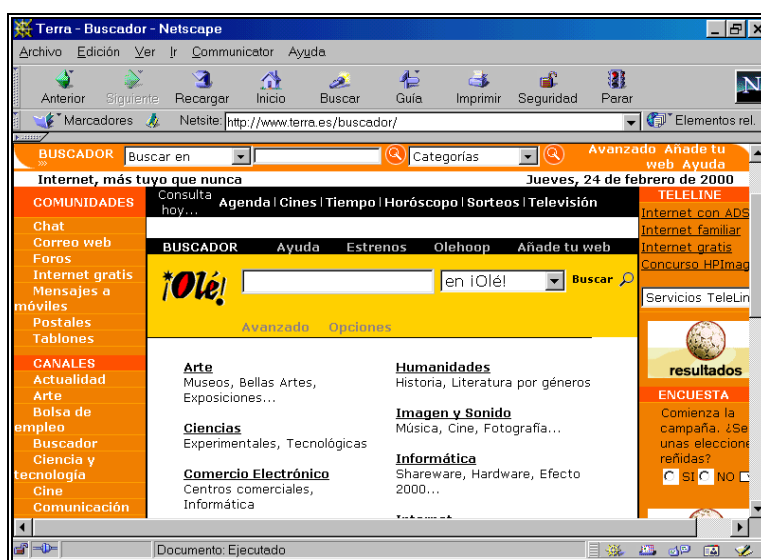 Terra - Buscador - Netscape
Archivo Edición Ver Ir Communicator Ayuda
Anterior Siguiente Recargar Inicio Buscar Guía Imprimir Seguridad Parar N
Marcadores Netsite: http://www.terra.es/buscador/ Elementos rel.
BUSCADOR Buscar en Categorías Avanzado Añade tu web Ayuda
Internet, más tuyo que nunca Jueves, 24 de febrero de 2000
COMUNIDADES
Chat
Correo web
Foros
Internet gratis
Mensajes a
móviles
Postales
Tablones
CANALES
Actualidad
Arte
Bolsa de
empleo
Buscador
Ciencia y
tecnología
Cine
Comunicación
Consulta hoy... Agenda | Cines | Tiempo | Horóscopo | Sorteos | Televisión
BUSCADOR Ayuda Estrenos Olehoop Añade tu web
¡Olé! en ¡Olé! Buscar
Avanzado Opciones
Arte
Museos, Bellas Artes,
Exposiciones...
Ciencias
Experimentales, Tecnológicas
Comercio Electrónico
Centros comerciales,
Informática
Humanidades
Historia, Literatura por géneros
Imagen y Sonido
Música, Cine, Fotografía...
Informática
Shareware, Hardware, Efecto
2000...
Internet
TELELINE
Internet con ADS
Internet familiar
Internet gratis
Concurso HPImag
Servicios TeleLin
resultados
ENCUESTA
Comienza la
campaña. ¿Se
unas eleccione
reñidas?
SI NO
Documento: Ejecutado